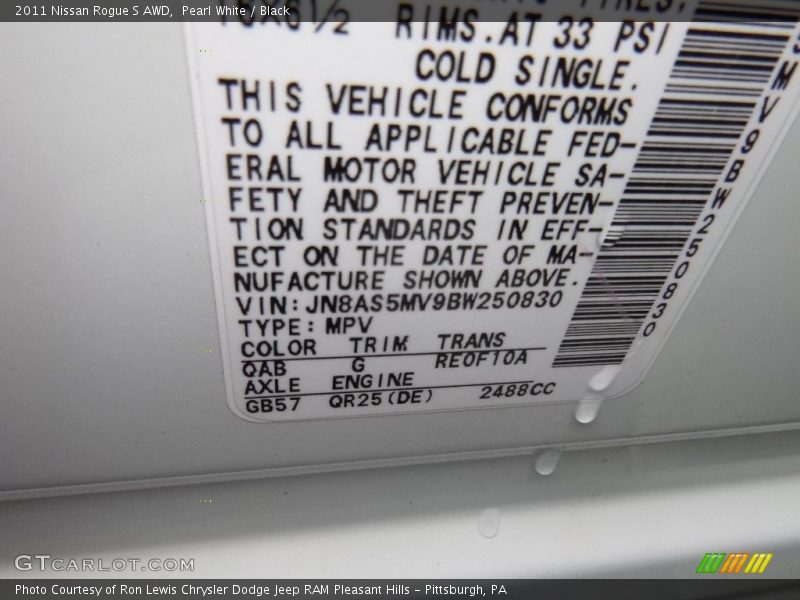 2011 Nissan Rogue S AWD, Pearl White / Black
RIMS.AT 33 PSI
COLD SINGLE.
THIS VEHICLE CONFORMS
TO ALL APPLICABLE FED-
ERAL MOTOR VEHICLE SA-
FETY AND THEFT PREVEN-
TION STANDARDS IN EFF-
ECT ON THE DATE OF MA-
NUFACTURE SHOWN ABOVE.
VIN:JN8AS5MV9BW250830
TYPE: MPV
COLOR TRIM TRANS
QAB G RE0F10A
AXLE ENGINE
GB57 QR25(DE) 2488CC
MV9BW250830
GTCARLOT.COM
Photo Courtesy of Ron Lewis Chrysler Dodge Jeep RAM Pleasant Hills - Pittsburgh, PA